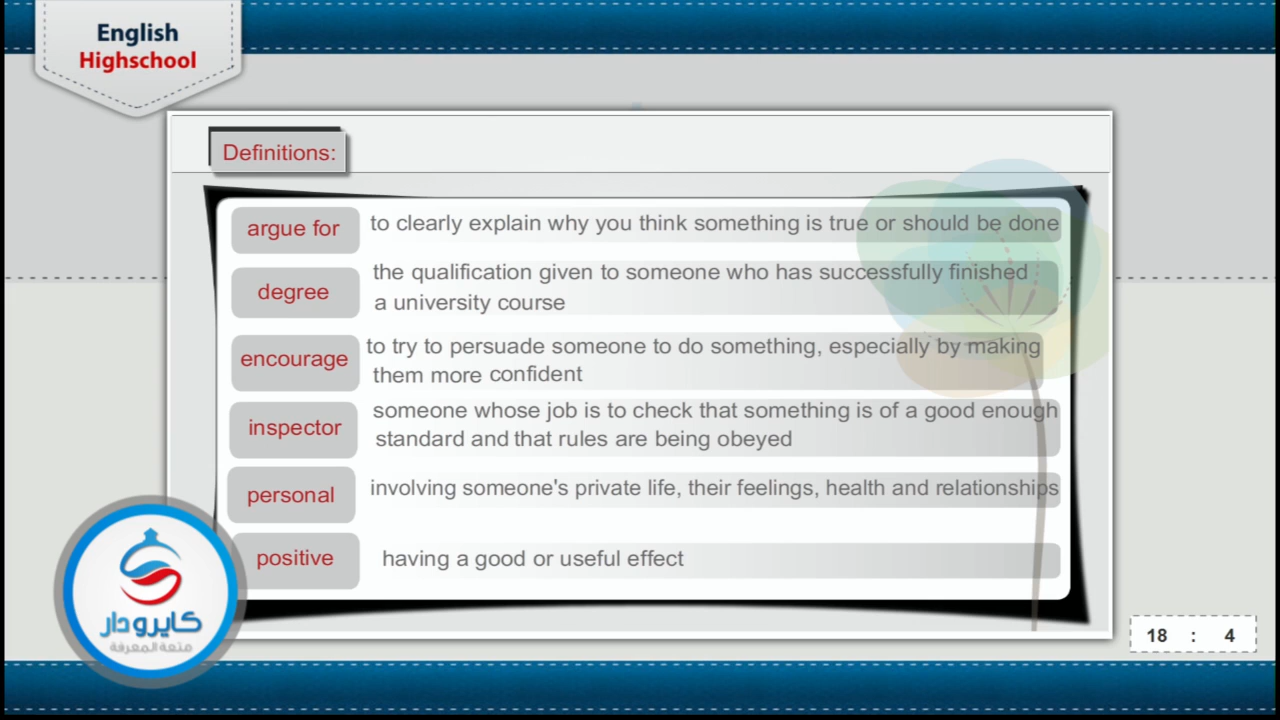 English
Highschool
Definitions:
argue for
to clearly explain why you think something is true or should be done
degree
the qualification given to someone who has successfully finished
a university course
encourage
to try to persuade someone to do something, especially by making
them more confident
inspector
someone whose job is to check that something is of a good enough
standard and that rules are being obeyed
personal
involving someone's private life, their feelings, health and relationships
positive
having a good or useful effect
كايرودار
متعة المعرفة
18 : 4